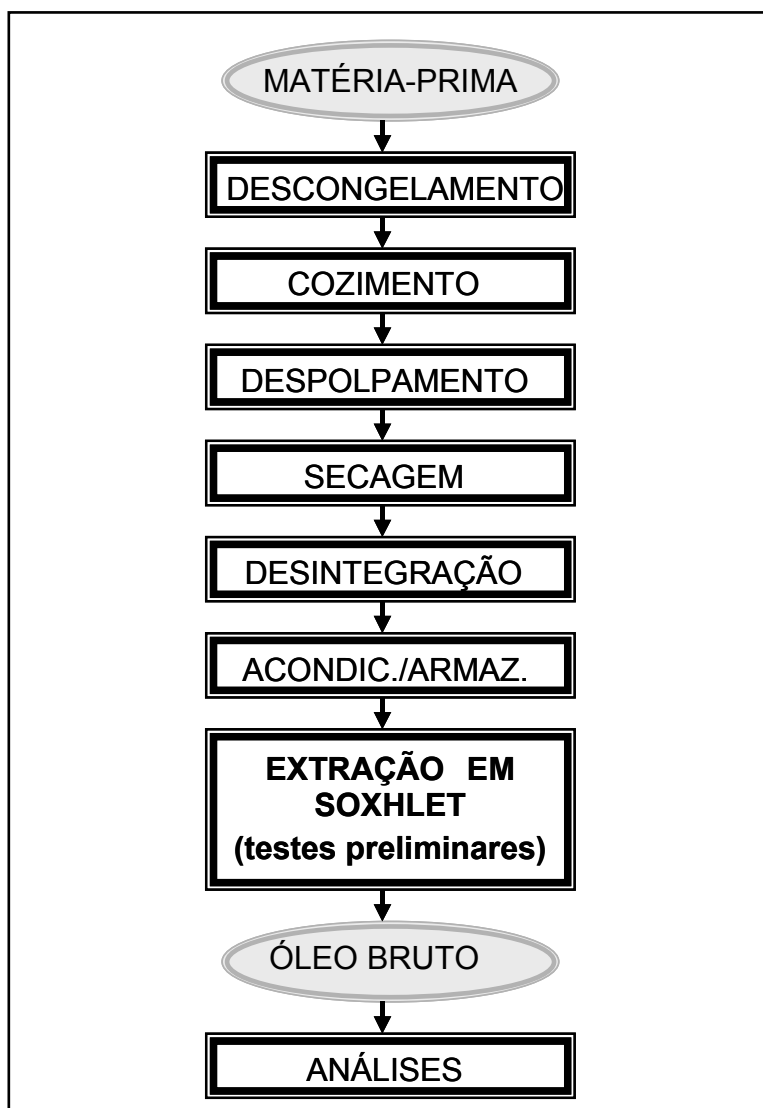 MATÉRIA-PRIMA
DESCONGELAMENTO
COZIMENTO
DESPOLPAMENTO
SECAGEM
DESINTEGRAÇÃO
ACONDIC./ARMAZ.
EXTRAÇÃO EM
SOXHLET
(testes preliminares)
ÓLEO BRUTO
ANÁLISES